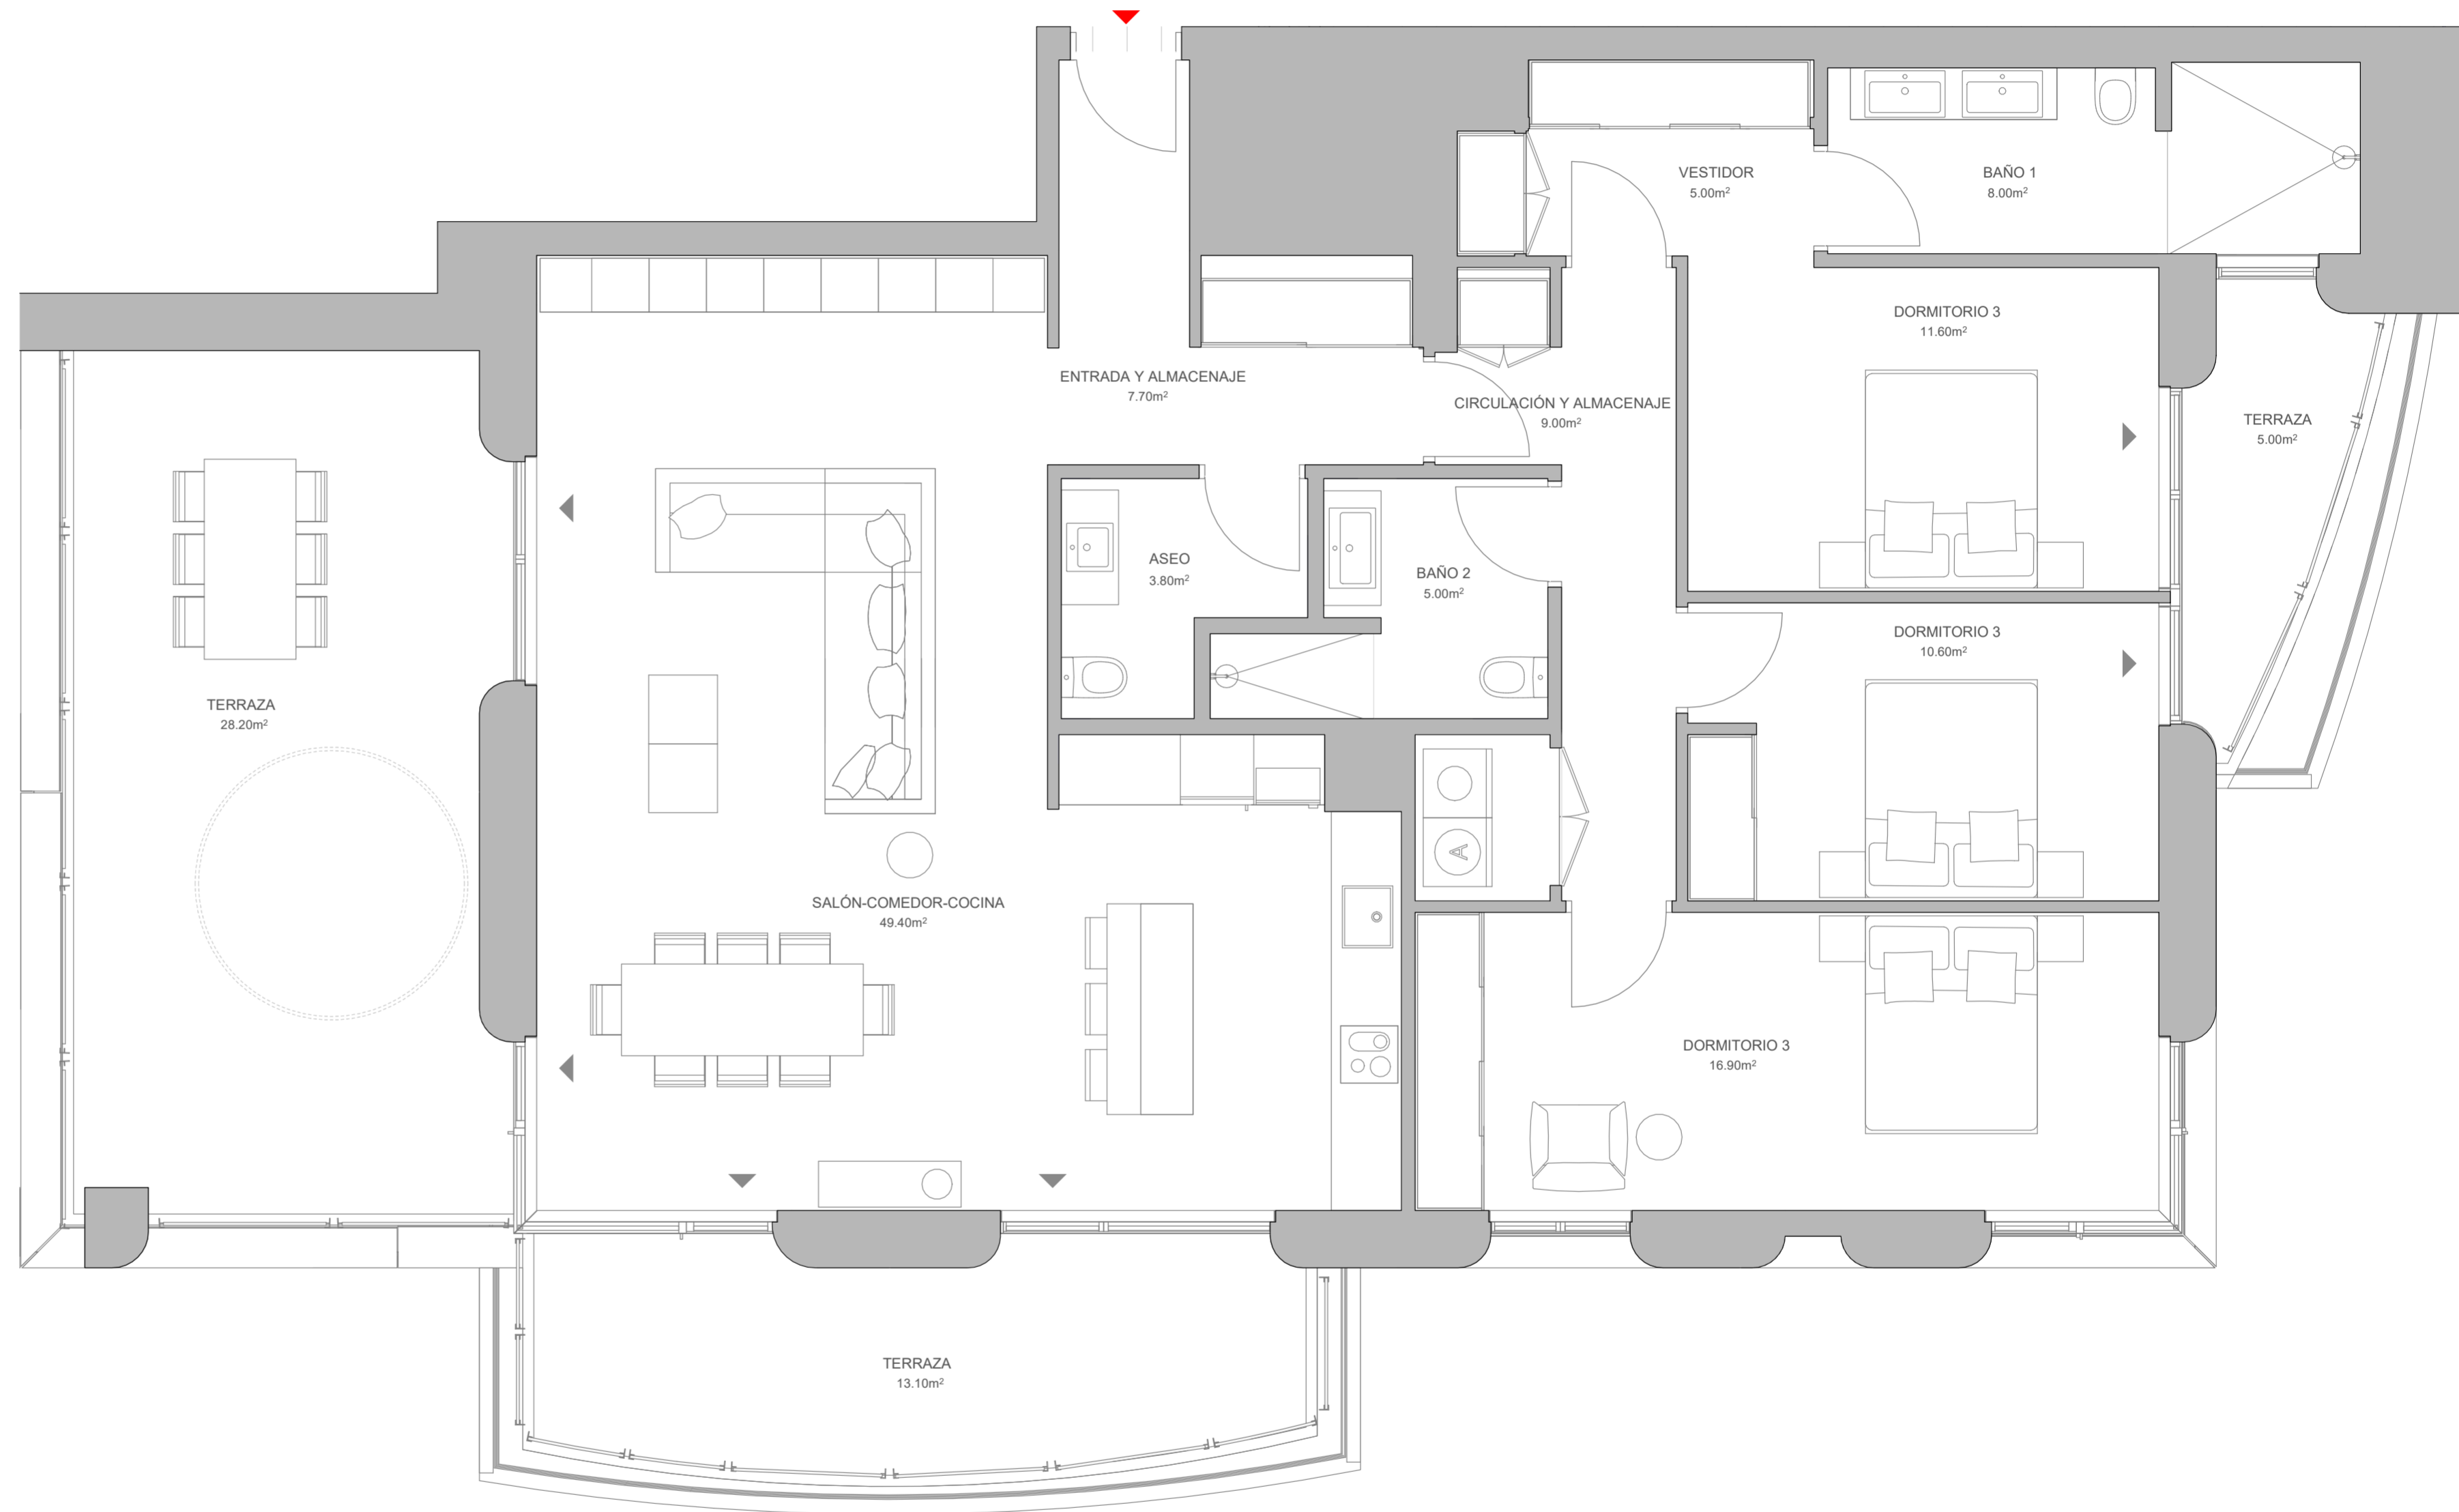 VESTIDOR
5.00m²
BAÑO 1
8.00m²
DORMITORIO 3
11.60m²
ENTRADA Y ALMACENAJE
7.70m²
CIRCULACIÓN Y ALMACENAJE
9.00m²
TERRAZA
5.00m²
ASEO
3.80m²
BAÑO 2
5.00m²
DORMITORIO 3
10.60m²
TERRAZA
28.20m²
A
SALÓN-COMEDOR-COCINA
49.40m²
DORMITORIO 3
16.90m²
TERRAZA
13.10m²